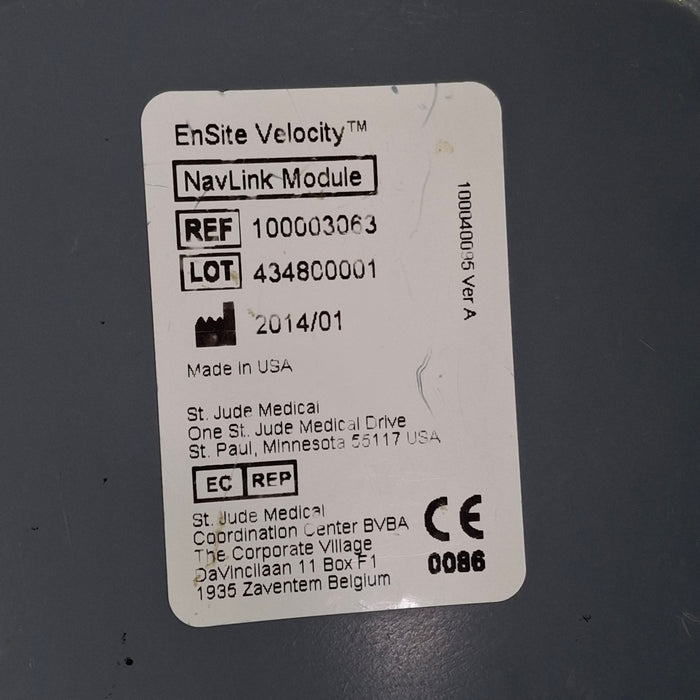 EnSite Velocity™
NavLink Module
REF 100003063
LOT 434800001
2014/01
Made in USA
St. Jude Medical
One St. Jude Medical Drive
St. Paul, Minnesota 55117 USA
EC REP
St. Jude Medical
Coordination Center BVBA
The Corporate Village
DaVincilaan 11 Box F1
1935 Zaventem Belgium
CE
0086
100040095 Ver A